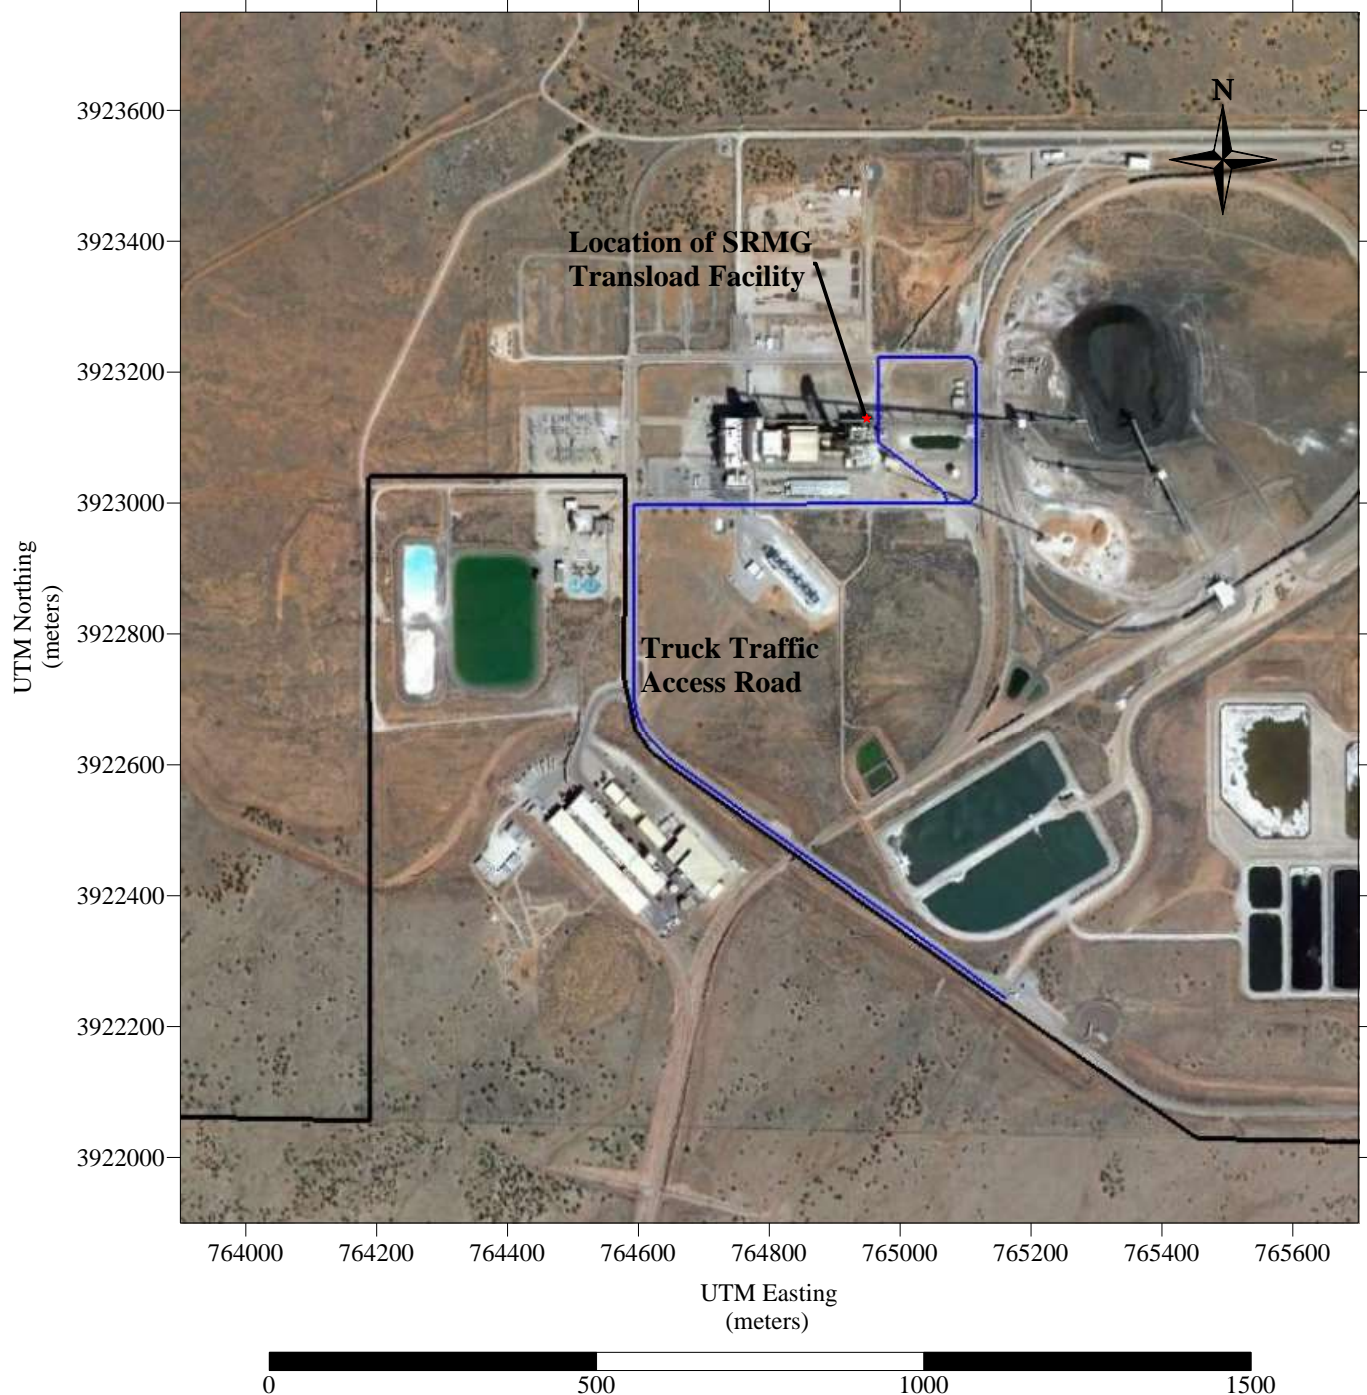 N
3923600
3923400
3923200
3923000
3922800
3922600
3922400
3922200
3922000
UTM Northing
(meters)
Location of SRMG
Transload Facility
Truck Traffic
Access Road
764000 764200 764400 764600 764800 765000 765200 765400 765600
UTM Easting
(meters)
0 500 1000 1500